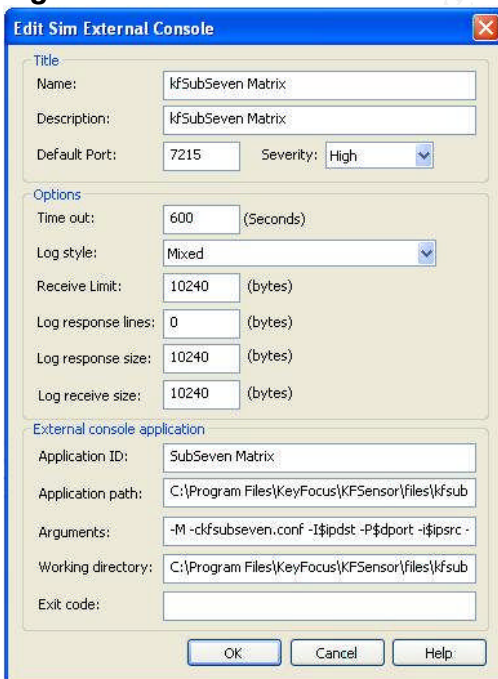 Edit Sim External Console
Title
Name: kfSubSeven Matrix
Description: kfSubSeven Matrix
Default Port: 7215 Severity: High
Options
Time out: 600 (Seconds)
Log style: Mixed
Receive Limit: 10240 (bytes)
Log response lines: 0 (bytes)
Log response size: 10240 (bytes)
Log receive size: 10240 (bytes)
External console application
Application ID: SubSeven Matrix
Application path: C:\Program Files\KeyFocus\KFSensor\files\kfsub
Arguments: -M -ckfsubseven.conf -I$ipdst -P$dport -i$ipsrc -
Working directory: C:\Program Files\KeyFocus\KFSensor\files\kfsub
Exit code:
OK Cancel Help